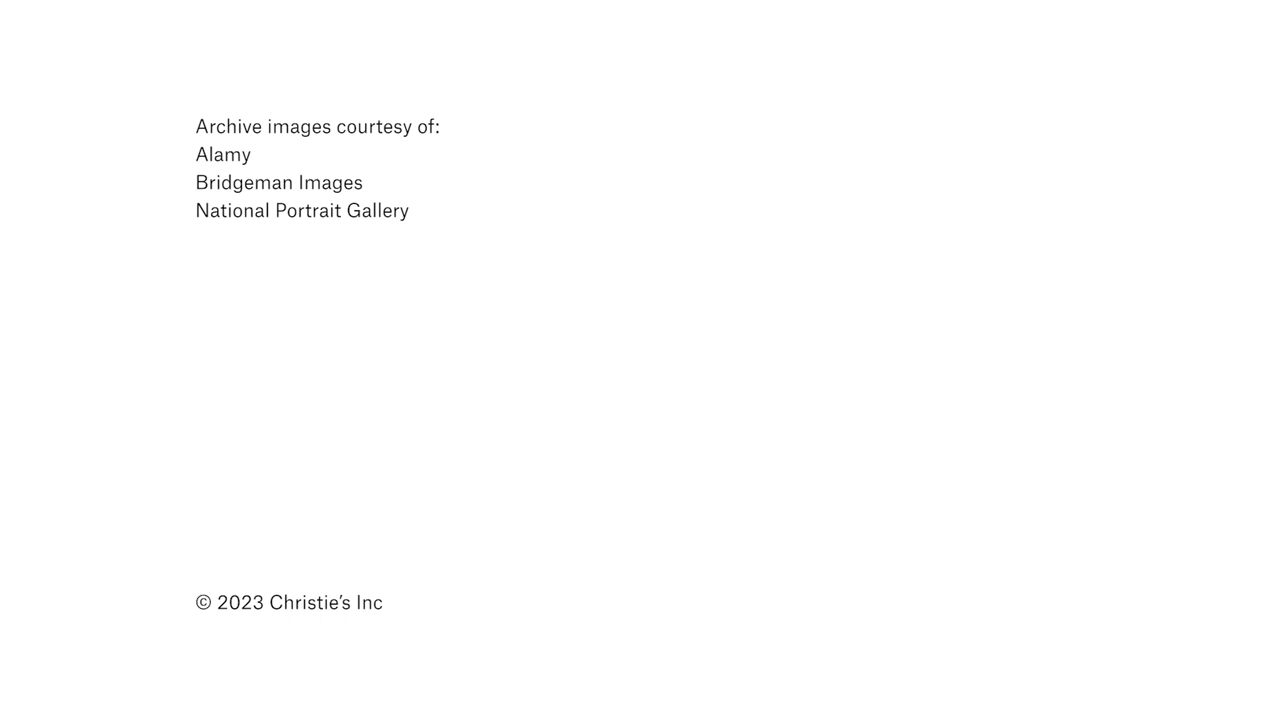 Archive images courtesy of:
Alamy
Bridgeman Images
National Portrait Gallery
© 2023 Christie’s Inc